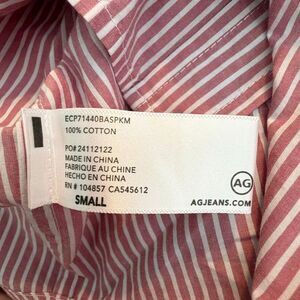 ECP71440BASPKM
100% COTTON
PO# 24112122
MADE IN CHINA
FABRIQUE AU CHINE
HECHO EN CHINA
RN # 104857 CA545612
SMALL
AG
AGJEANS.COM